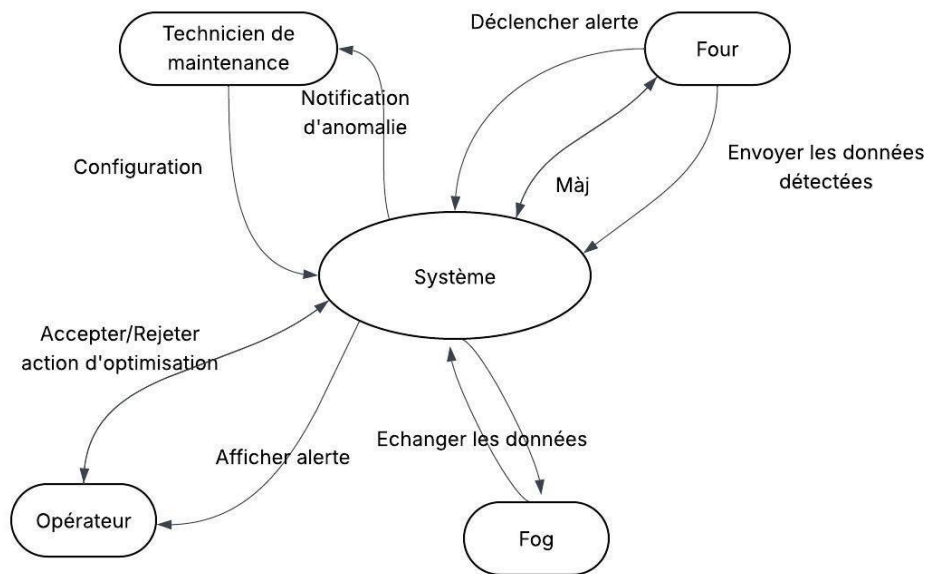 Technicien de
maintenance
Déclencher alerte
Four
Notification
d'anomalie
Configuration
Envoyer les données
détectées
Màj
Système
Accepter/Rejeter
action d'optimisation
Afficher alerte
Echanger les données
Opérateur
Fog